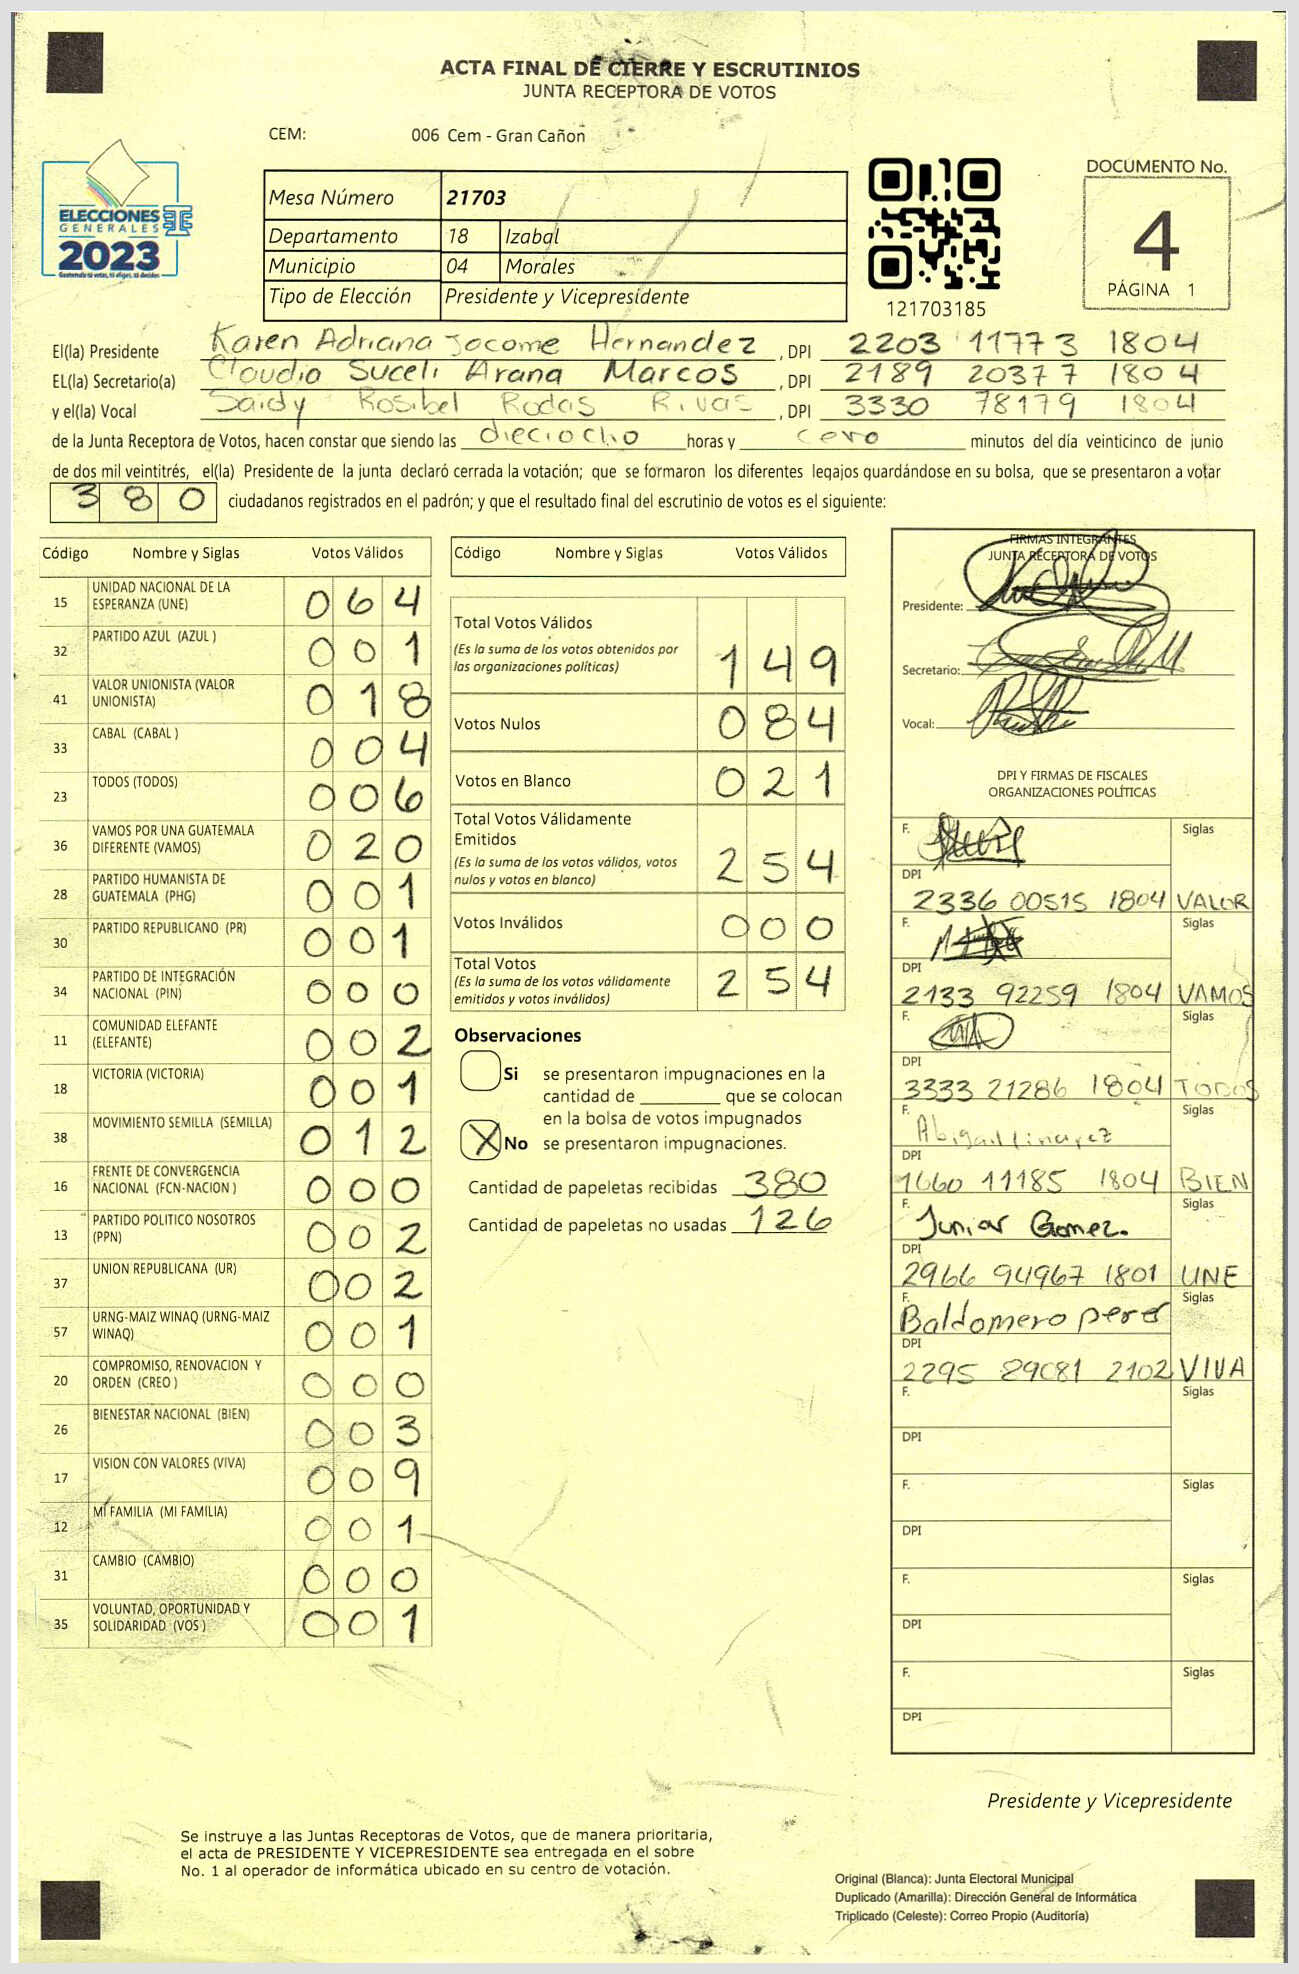 ACTA FINAL DE CIERRE Y ESCRUTINIOS
JUNTA RECEPTORA DE VOTOS
CEM: 006 Cem - Gran Cañon
ELECCIONES
GENERALES
2023
Guatemala tú votas, tú eliges, tú decides
Mesa Número 21703
Departamento 18 Izabal
Municipio 04 Morales
Tipo de Elección Presidente y Vicepresidente
121703185
DOCUMENTO No.
4
PÁGINA 1
El(la) Presidente Karen Adriana Jocome Hernandez , DPI 2203 11773 1804
EL(la) Secretario(a) Claudia Suceli Arana Marcos , DPI 2189 20377 1804
y el(la) Vocal Saidy Rosibel Rodas Rivas , DPI 3330 78179 1804
de la Junta Receptora de Votos, hacen constar que siendo las dieciocho horas y cero minutos del día veinticinco de junio
de dos mil veintitrés, el(la) Presidente de la junta declaró cerrada la votación; que se formaron los diferentes legajos guardándose en su bolsa, que se presentaron a votar
380 ciudadanos registrados en el padrón; y que el resultado final del escrutinio de votos es el siguiente:
Código Nombre y Siglas Votos Válidos
15 UNIDAD NACIONAL DE LA ESPERANZA (UNE) 064
32 PARTIDO AZUL (AZUL ) 001
41 VALOR UNIONISTA (VALOR UNIONISTA) 018
33 CABAL (CABAL ) 004
23 TODOS (TODOS) 006
36 VAMOS POR UNA GUATEMALA DIFERENTE (VAMOS) 020
28 PARTIDO HUMANISTA DE GUATEMALA (PHG) 001
30 PARTIDO REPUBLICANO (PR) 001
34 PARTIDO DE INTEGRACIÓN NACIONAL (PIN) 000
11 COMUNIDAD ELEFANTE (ELEFANTE) 002
18 VICTORIA (VICTORIA) 001
38 MOVIMIENTO SEMILLA (SEMILLA) 012
16 FRENTE DE CONVERGENCIA NACIONAL (FCN-NACION ) 000
13 PARTIDO POLITICO NOSOTROS (PPN) 002
37 UNION REPUBLICANA (UR) 002
57 URNG-MAIZ WINAQ (URNG-MAIZ WINAQ) 001
20 COMPROMISO, RENOVACION Y ORDEN (CREO ) 000
26 BIENESTAR NACIONAL (BIEN) 003
17 VISION CON VALORES (VIVA) 009
12 MI FAMILIA (MI FAMILIA) 001
31 CAMBIO (CAMBIO) 000
35 VOLUNTAD, OPORTUNIDAD Y SOLIDARIDAD (VOS ) 001
Código Nombre y Siglas Votos Válidos
Total Votos Válidos
(Es la suma de los votos obtenidos por
las organizaciones políticas) 149
Votos Nulos 084
Votos en Blanco 021
Total Votos Válidamente
Emitidos
(Es la suma de los votos válidos, votos
nulos y votos en blanco) 254
Votos Inválidos 000
Total Votos
(Es la suma de los votos válidamente
emitidos y votos inválidos) 254
Observaciones
Si se presentaron impugnaciones en la
cantidad de ________ que se colocan
en la bolsa de votos impugnados
X No se presentaron impugnaciones.
Cantidad de papeletas recibidas 380
Cantidad de papeletas no usadas 126
FIRMAS INTEGRANTES
JUNTA RECEPTORA DE VOTOS
Presidente:
Secretario:
Vocal:
DPI Y FIRMAS DE FISCALES
ORGANIZACIONES POLÍTICAS
F. Siglas
DPI
2336 00515 1804 VALOR
F. Siglas
DPI
2133 92259 1804 VAMOS
F. Siglas
DPI
3333 21286 1804 TODOS
F. Abigail Siglas
DPI
1660 11185 1804 BIEN
F. Junior Gomez. Siglas
DPI
2966 94967 1801 UNE
F. Baldomero perez Siglas
DPI
2295 29081 2102 VIVA
F. Siglas
DPI
F. Siglas
DPI
F. Siglas
DPI
F. Siglas
DPI
Presidente y Vicepresidente
Se instruye a las Juntas Receptoras de Votos, que de manera prioritaria,
el acta de PRESIDENTE Y VICEPRESIDENTE sea entregada en el sobre
No. 1 al operador de informática ubicado en su centro de votación.
Original (Blanca): Junta Electoral Municipal
Duplicado (Amarilla): Dirección General de Informática
Triplicado (Celeste): Correo Propio (Auditoría)